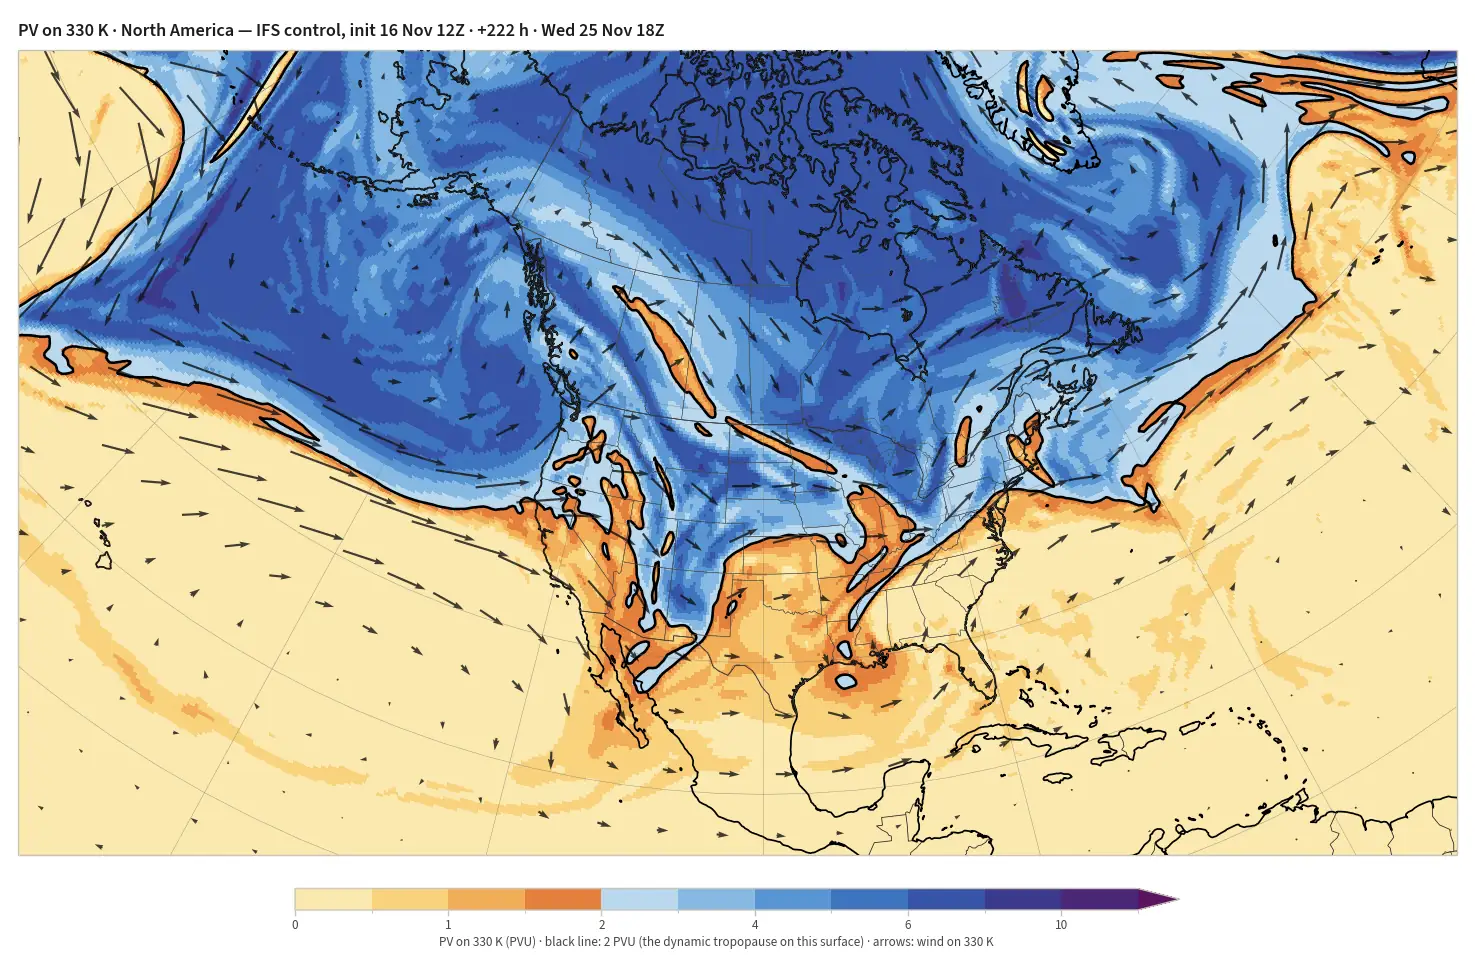 PV on 330 K · North America — IFS control, init 16 Nov 12Z · +222 h · Wed 25 Nov 18Z
0 1 2 4 6 10
PV on 330 K (PVU) · black line: 2 PVU (the dynamic tropopause on this surface) · arrows: wind on 330 K